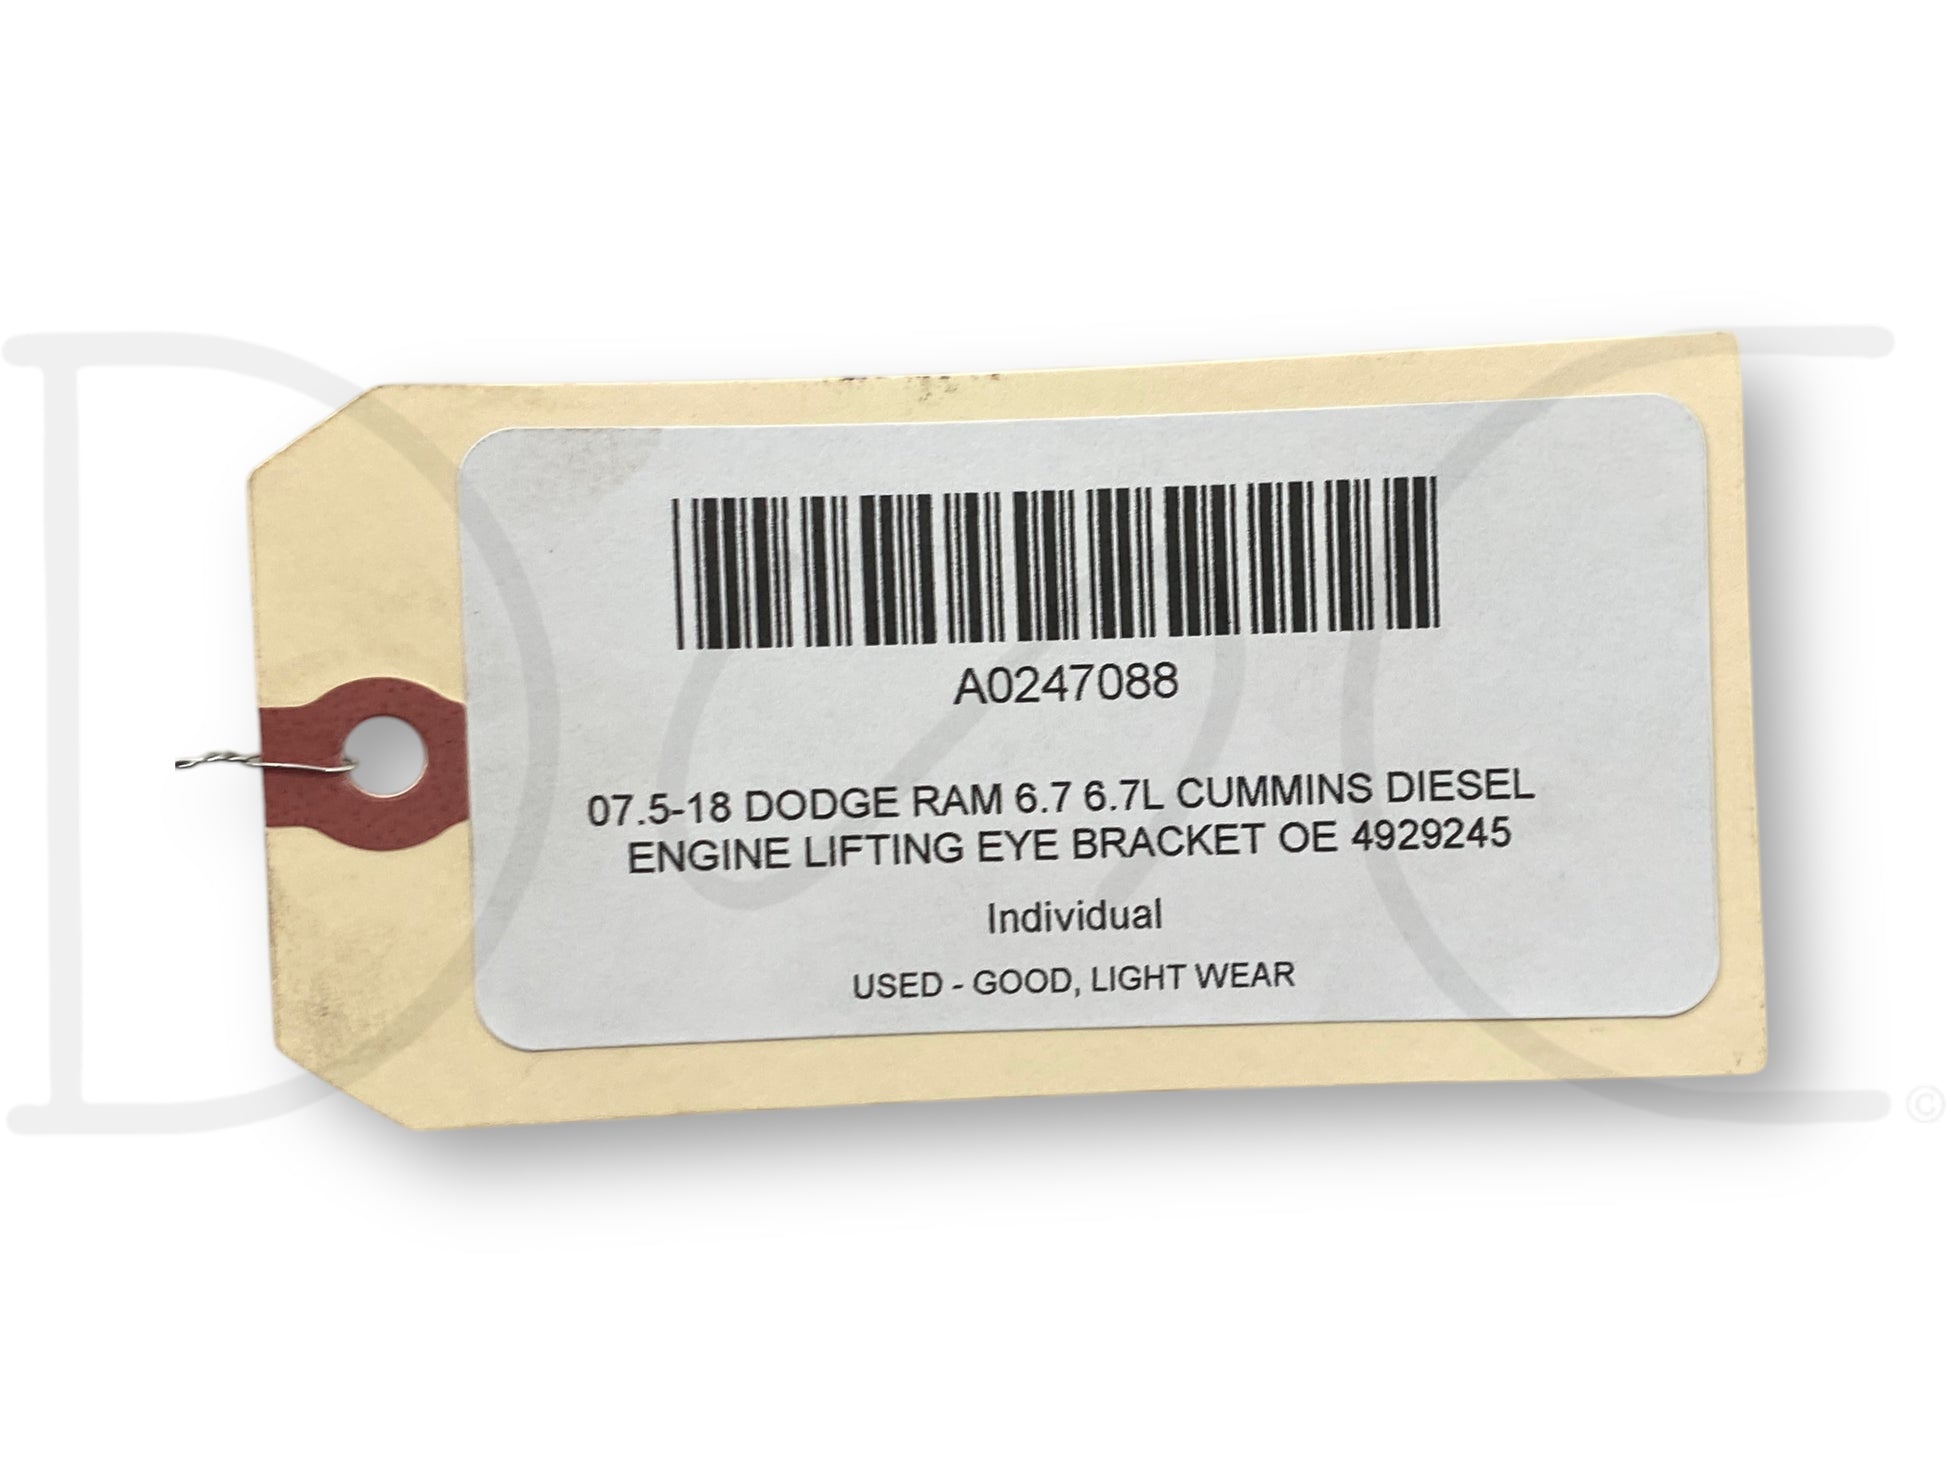 A0247088
07.5-18 DODGE RAM 6.7 6.7L CUMMINS DIESEL
ENGINE LIFTING EYE BRACKET OE 4929245
Individual
USED - GOOD, LIGHT WEAR
©